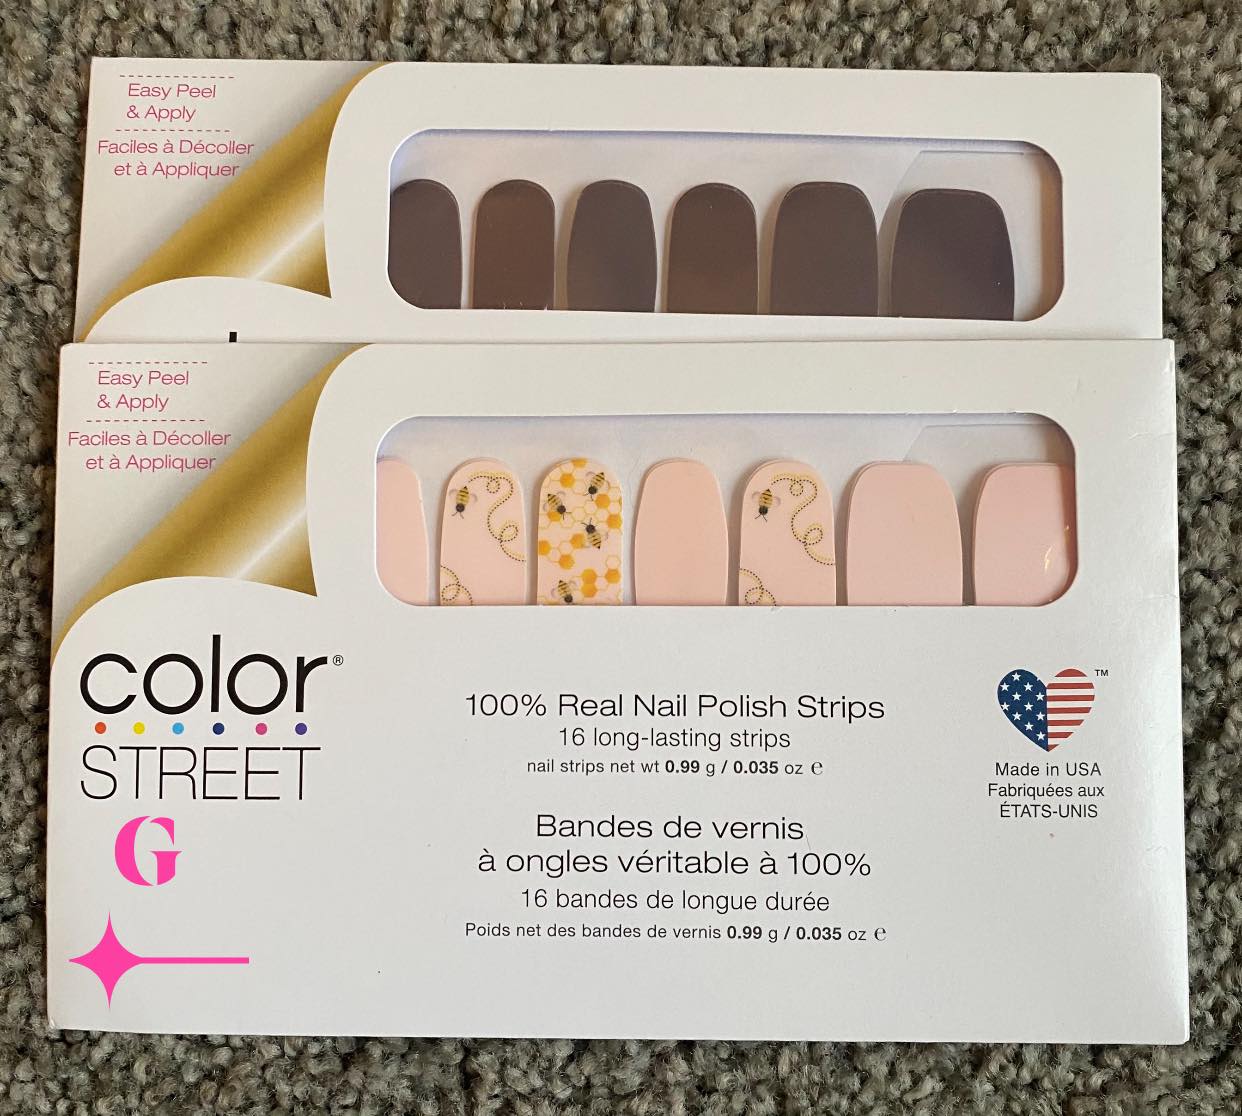 Easy Peel
& Apply
Faciles à Décoller
et à Appliquer
Easy Peel
& Apply
Faciles à Décoller
et à Appliquer
color®
STREET
G
100% Real Nail Polish Strips
16 long-lasting strips
nail strips net wt 0.99 g / 0.035 oz ℮
Bandes de vernis
à ongles véritable à 100%
16 bandes de longue durée
Poids net des bandes de vernis 0.99 g / 0.035 oz ℮
™
Made in USA
Fabriquées aux
ÉTATS-UNIS